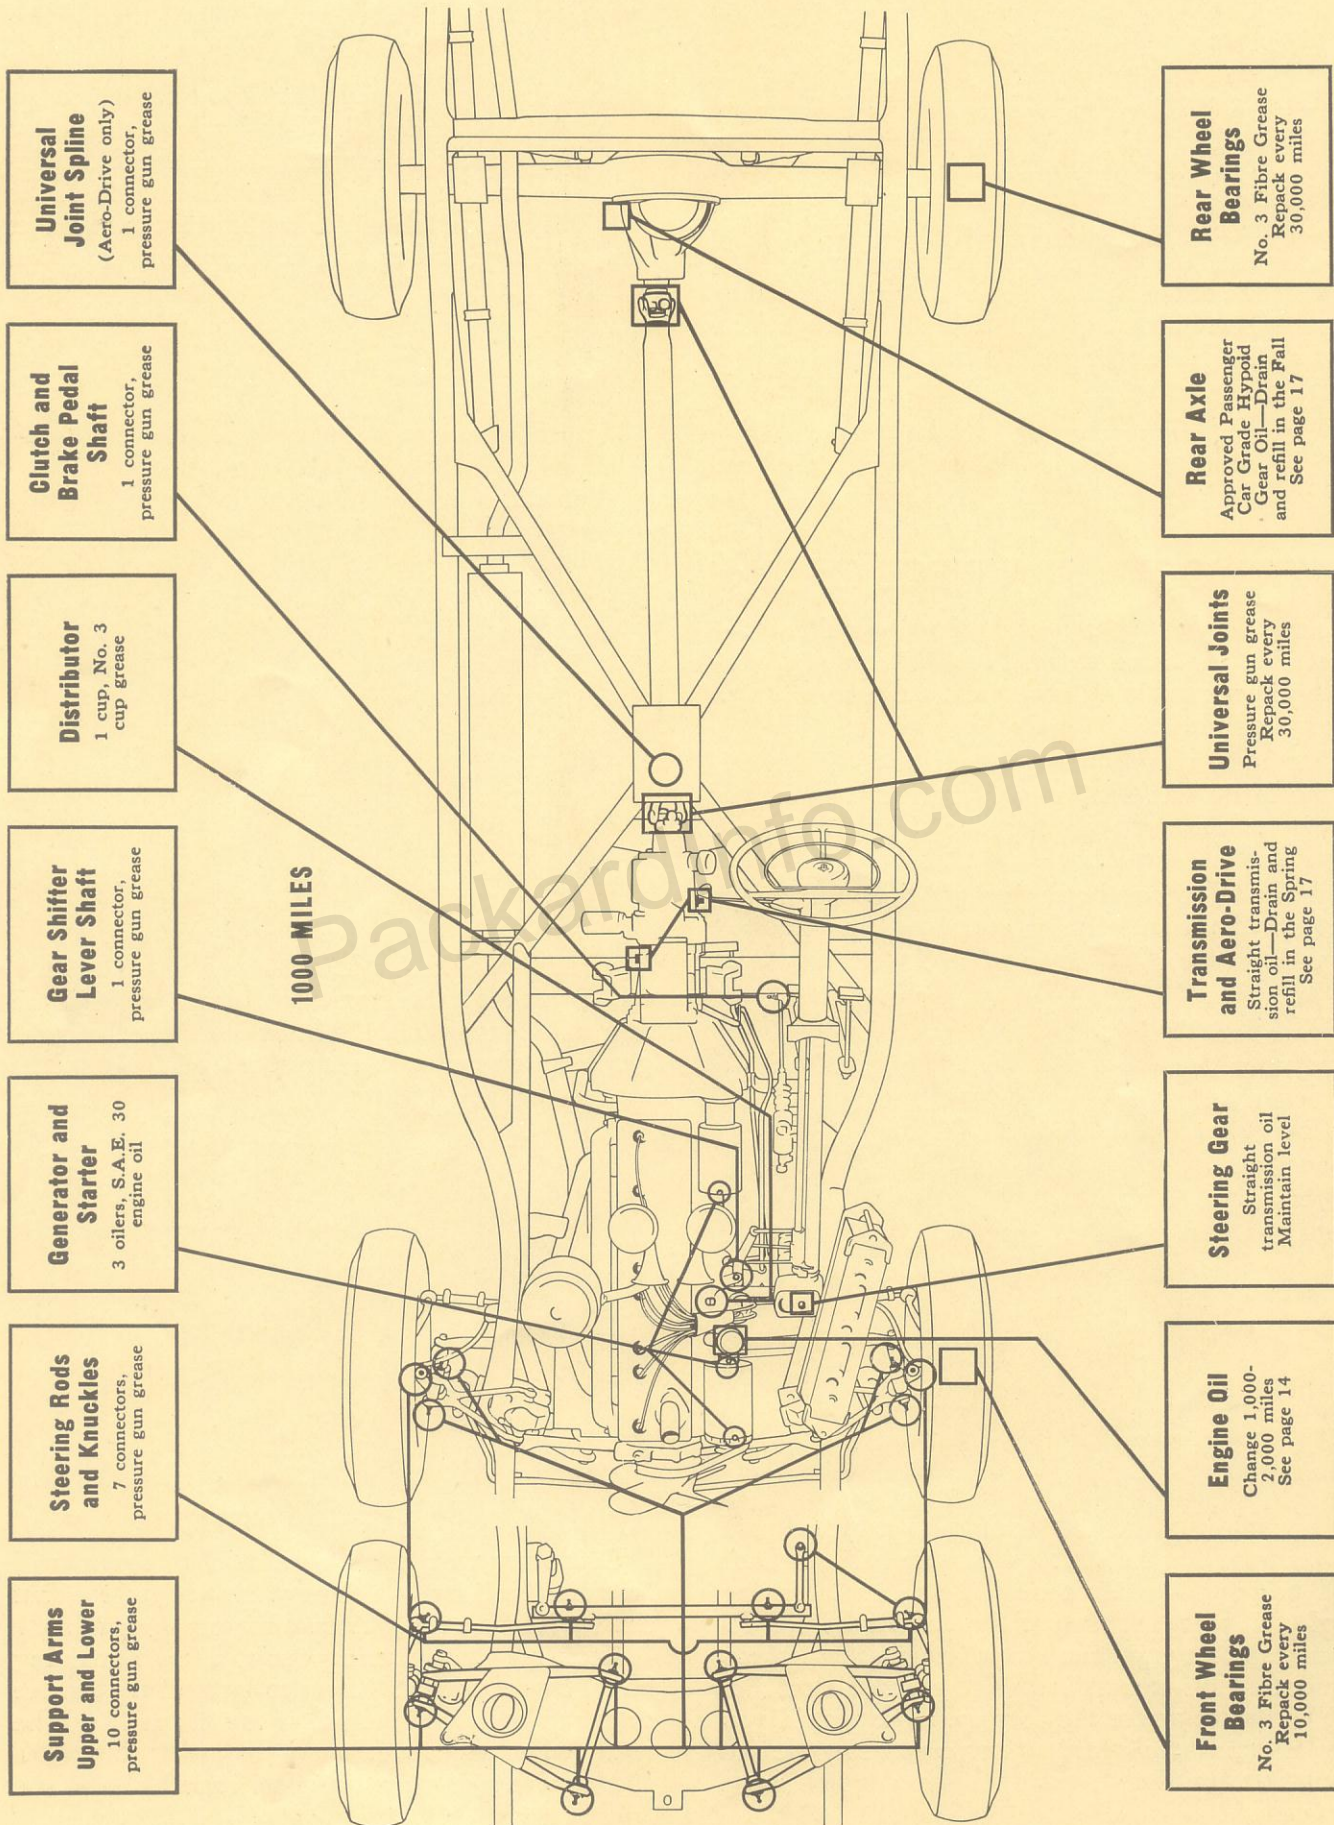 Support Arms
Upper and Lower
10 connectors,
pressure gun grease
Steering Rods
and Knuckles
7 connectors,
pressure gun grease
Generator and
Starter
3 oilers, S.A.E. 30
engine oil
Gear Shifter
Lever Shaft
1 connector,
pressure gun grease
Distributor
1 cup, No. 3
cup grease
Clutch and
Brake Pedal
Shaft
1 connector,
pressure gun grease
Universal
Joint Spline
(Aero-Drive only)
1 connector,
pressure gun grease
1000 MILES
PackardInfo.com
Front Wheel
Bearings
No. 3 Fibre Grease
Repack every
10,000 miles
Engine Oil
Change 1,000-
2,000 miles
See page 14
Steering Gear
Straight
transmission oil
Maintain level
Transmission
and Aero-Drive
Straight transmis-
sion oil—Drain and
refill in the Spring
See page 17
Universal Joints
Pressure gun grease
Repack every
30,000 miles
Rear Axle
Approved Passenger
Car Grade Hypoid
Gear Oil—Drain
and refill in the Fall
See page 17
Rear Wheel
Bearings
No. 3 Fibre Grease
Repack every
30,000 miles